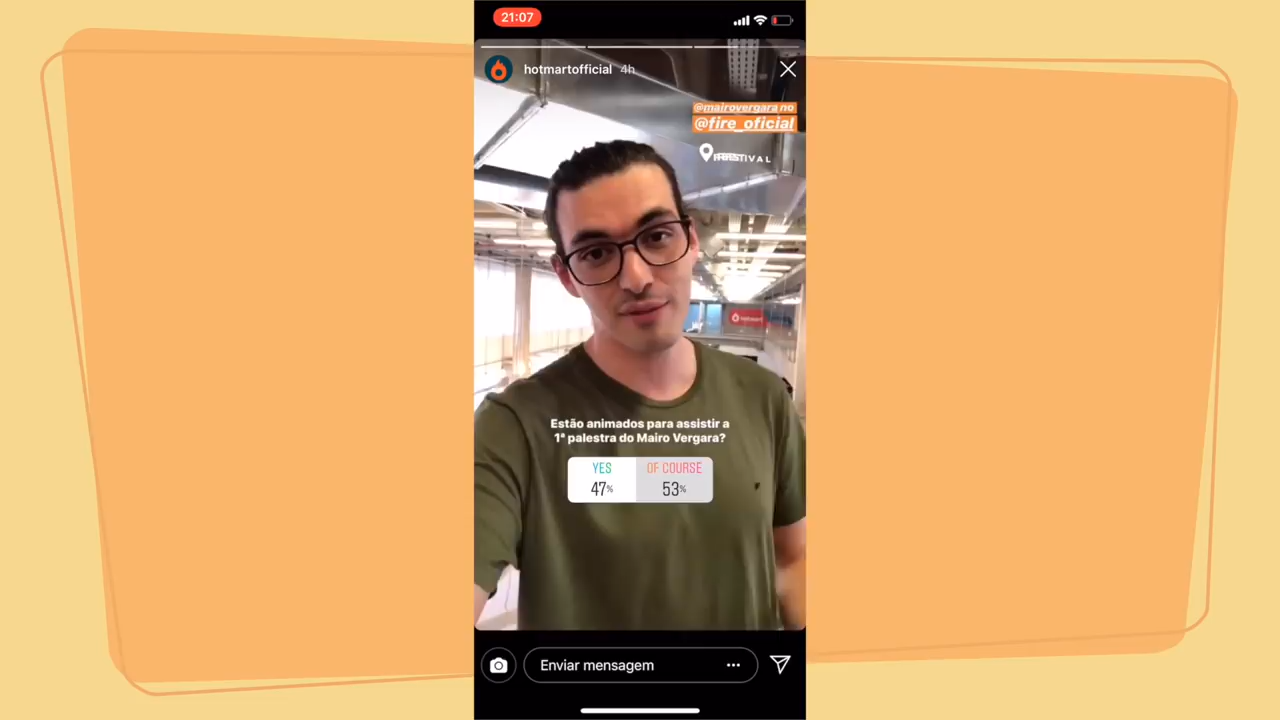 21:07
hotmartofficial 4h
@mairovergara no
@fire_oficial
hotmart
Estão animados para assistir a
1ª palestra do Mairo Vergara?
YES OF COURSE
47% 53%
Enviar mensagem